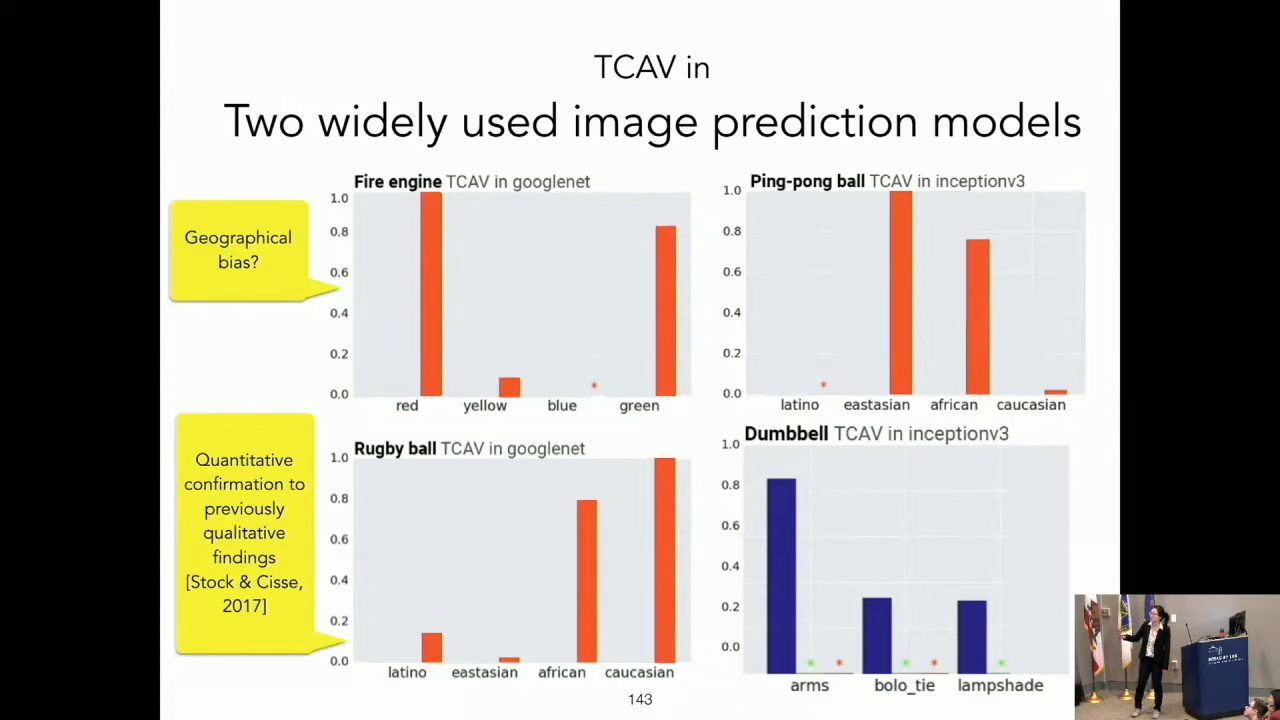 TCAV in
Two widely used image prediction models
Geographical
bias?
Fire engine TCAV in googlenet
1.0
0.8
0.6
0.4
0.2
0.0
*
red yellow blue green
Ping-pong ball TCAV in inceptionv3
1.0
0.8
0.6
0.4
0.2
0.0
*
latino eastasian african caucasian
Quantitative
confirmation to
previously
qualitative
findings
[Stock & Cisse,
2017]
Rugby ball TCAV in googlenet
1.0
0.8
0.6
0.4
0.2
0.0
latino eastasian african caucasian
Dumbbell TCAV in inceptionv3
1.0
0.8
0.6
0.4
0.2
0.0
* * * * *
arms bolo_tie lampshade
143